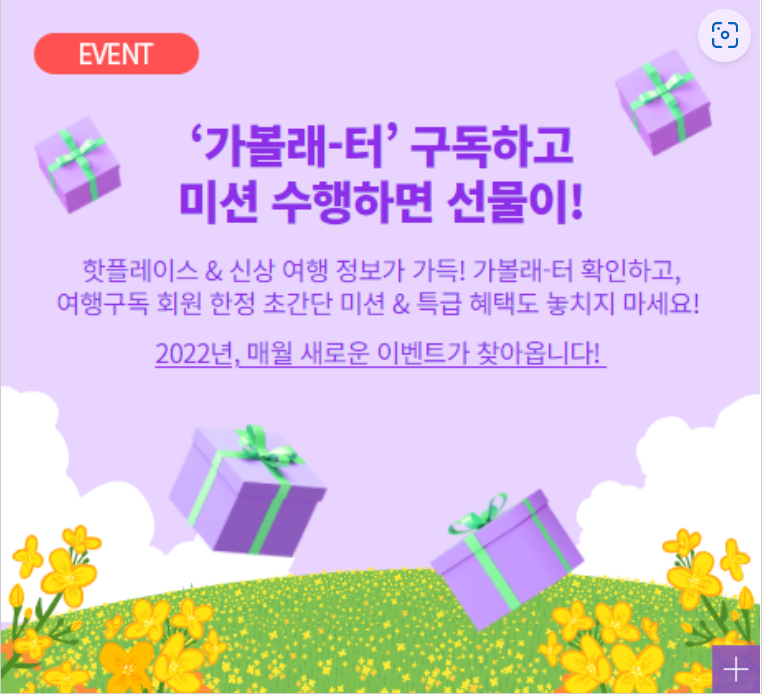 EVENT
‘가볼래-터’ 구독하고
미션 수행하면 선물이!
핫플레이스 & 신상 여행 정보가 가득! 가볼래-터 확인하고,
여행구독 회원 한정 초간단 미션 & 특급 혜택도 놓치지 마세요!
2022년, 매월 새로운 이벤트가 찾아옵니다!